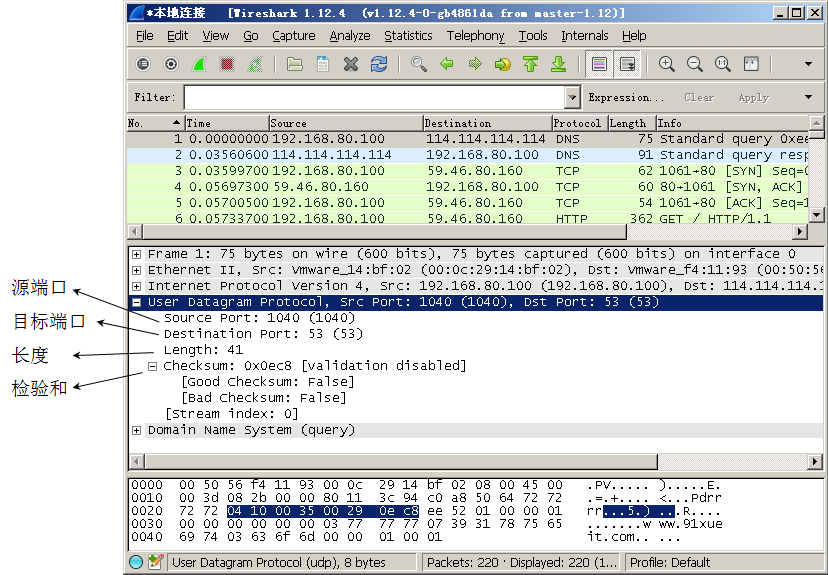 *本地连接 [Wireshark 1.12.4 (v1.12.4-0-gb4861da from master-1.12)]
File Edit View Go Capture Analyze Statistics Telephony Tools Internals Help
Filter: Expression... Clear Apply
No. Time Source Destination Protocol Length Info
1 0.00000000 192.168.80.100 114.114.114.114 DNS 75 Standard query 0xee
2 0.03560600 114.114.114.114 192.168.80.100 DNS 91 Standard query resp
3 0.03599700 192.168.80.100 59.46.80.160 TCP 62 1061→80 [SYN] Seq=0
4 0.05697300 59.46.80.160 192.168.80.100 TCP 60 80→1061 [SYN, ACK]
5 0.05700500 192.168.80.100 59.46.80.160 TCP 54 1061→80 [ACK] Seq=1
6 0.05733700 192.168.80.100 59.46.80.160 HTTP 362 GET / HTTP/1.1
Frame 1: 75 bytes on wire (600 bits), 75 bytes captured (600 bits) on interface 0
Ethernet II, Src: Vmware_14:bf:02 (00:0c:29:14:bf:02), Dst: Vmware_f4:11:93 (00:50:56
Internet Protocol Version 4, Src: 192.168.80.100 (192.168.80.100), Dst: 114.114.114.1
User Datagram Protocol, Src Port: 1040 (1040), Dst Port: 53 (53)
源端口
Source Port: 1040 (1040)
目标端口
Destination Port: 53 (53)
长度
Length: 41
检验和
Checksum: 0x0ec8 [validation disabled]
[Good Checksum: False]
[Bad Checksum: False]
[Stream index: 0]
Domain Name System (query)
0000 00 50 56 f4 11 93 00 0c 29 14 bf 02 08 00 45 00 .PV..... ).....E.
0010 00 3d 08 2b 00 00 80 11 3c 94 c0 a8 50 64 72 72 .=.+.... <...Pdrr
0020 72 72 04 10 00 35 00 29 0e c8 ee 52 01 00 00 01 rr...5.) ...R....
0030 00 00 00 00 00 00 03 77 77 77 07 39 31 78 75 65 .......w ww.91xue
0040 69 74 03 63 6f 6d 00 00 01 00 01 it.com.. ...
User Datagram Protocol (udp), 8 bytes Packets: 220 · Displayed: 220 (1... Profile: Default